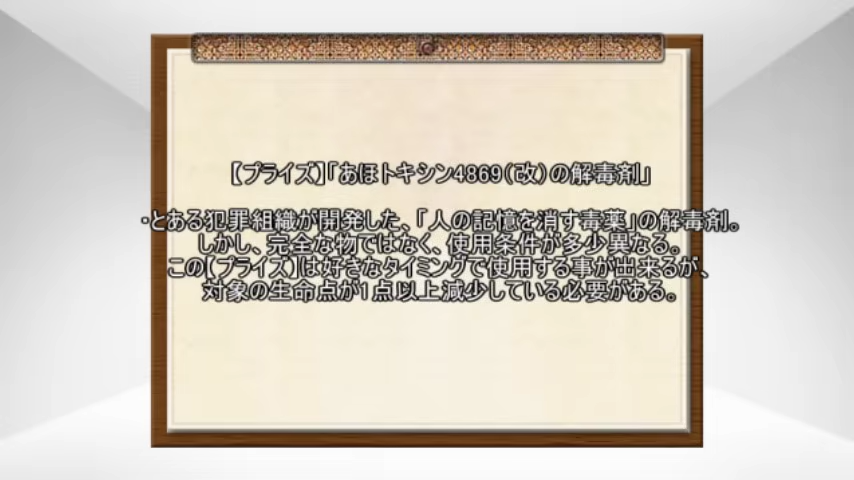 【プライズ】「あほトキシン4869(改)の解毒剤」
・とある犯罪組織が開発した、「人の記憶を消す毒薬」の解毒剤。
しかし、完全な物ではなく、使用条件が多少異なる。
この【プライズ】は好きなタイミングで使用する事が出来るが、
対象の生命点が1点以上減少している必要がある。